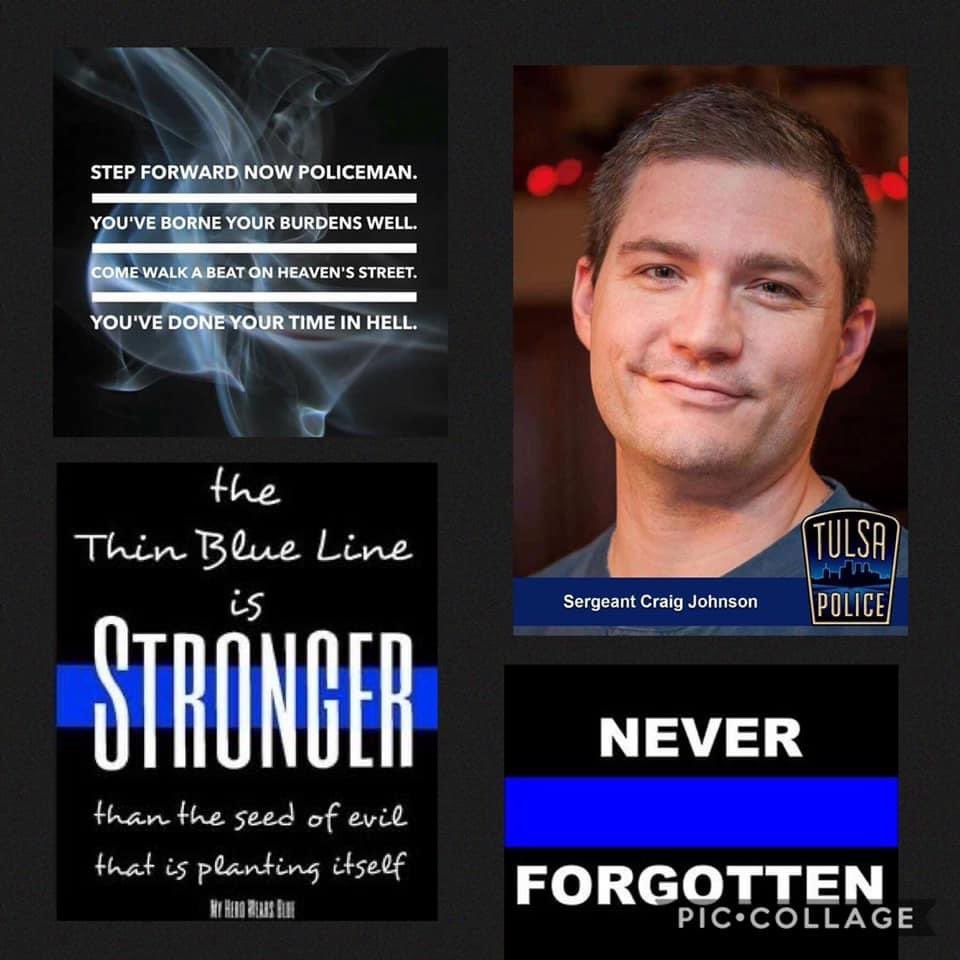 STEP FORWARD NOW POLICEMAN.
YOU'VE BORNE YOUR BURDENS WELL.
COME WALK A BEAT ON HEAVEN'S STREET.
YOU'VE DONE YOUR TIME IN HELL.
TULSA
POLICE
Sergeant Craig Johnson
the
Thin Blue Line
is
STRONGER
than the seed of evil
that is planting itself
MY HERO WEARS BLUE
NEVER
FORGOTTEN
PIC•COLLAGE